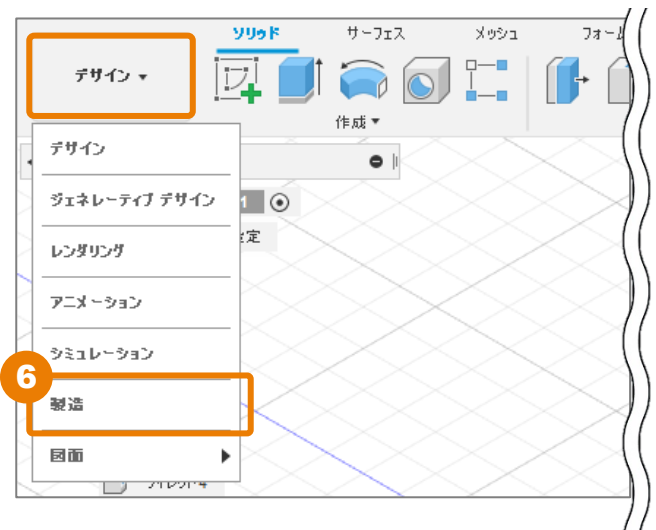 ソリッド サーフェス メッシュ フォーム
デザイン ▾
作成 ▾
デザイン
ジェネレーティブ デザイン
1
定
レンダリング
アニメーション
シミュレーション
6
製造
図面